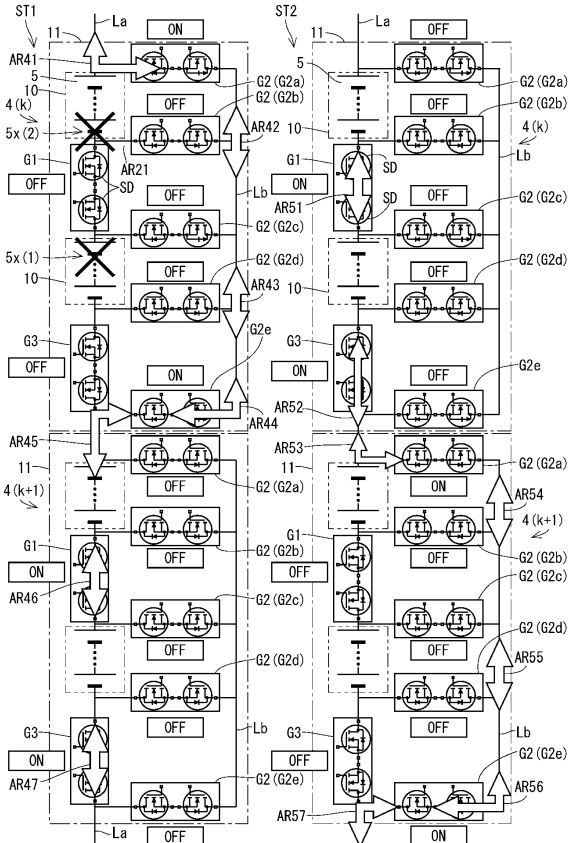 ST1
La
11
ON
AR41
5
10
4(k)
5x(2)
G2(G2a)
G2(G2b)
OFF
AR42
G1
AR21
SD
OFF
Lb
G2(G2c)
OFF
5x(1)
G2(G2d)
10
OFF
AR43
G3
G2e
OFF
ON
AR44
AR45
11
4(k+1)
OFF
G2(G2a)
G2(G2b)
G1
OFF
ON
AR46
G2(G2c)
OFF
G2(G2d)
G3
OFF
ON
Lb
AR47
G2(G2e)
La
OFF
ST2
La
11
OFF
5
G2(G2a)
G2(G2b)
OFF
10
4(k)
G1
SD
Lb
ON
AR51
SD
G2(G2c)
OFF
G2(G2d)
10
OFF
G3
G2e
ON
OFF
AR52
AR53
11
G2(G2a)
ON
AR54
4(k+1)
G1
OFF
G2(G2b)
G2(G2c)
OFF
G2(G2d)
OFF
AR55
OFF
G3
Lb
OFF
G2(G2e)
AR56
AR57
ON